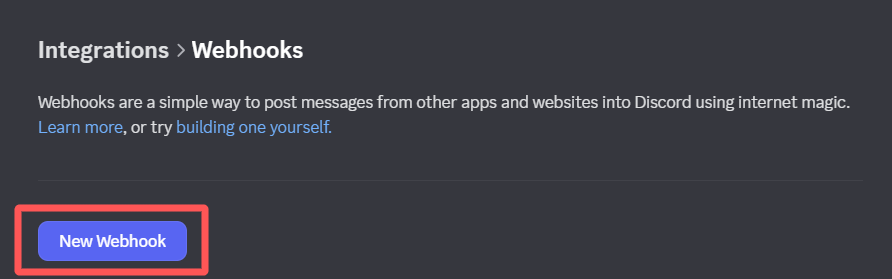 Integrations > Webhooks
Webhooks are a simple way to post messages from other apps and websites into Discord using internet magic.
Learn more, or try building one yourself.
New Webhook